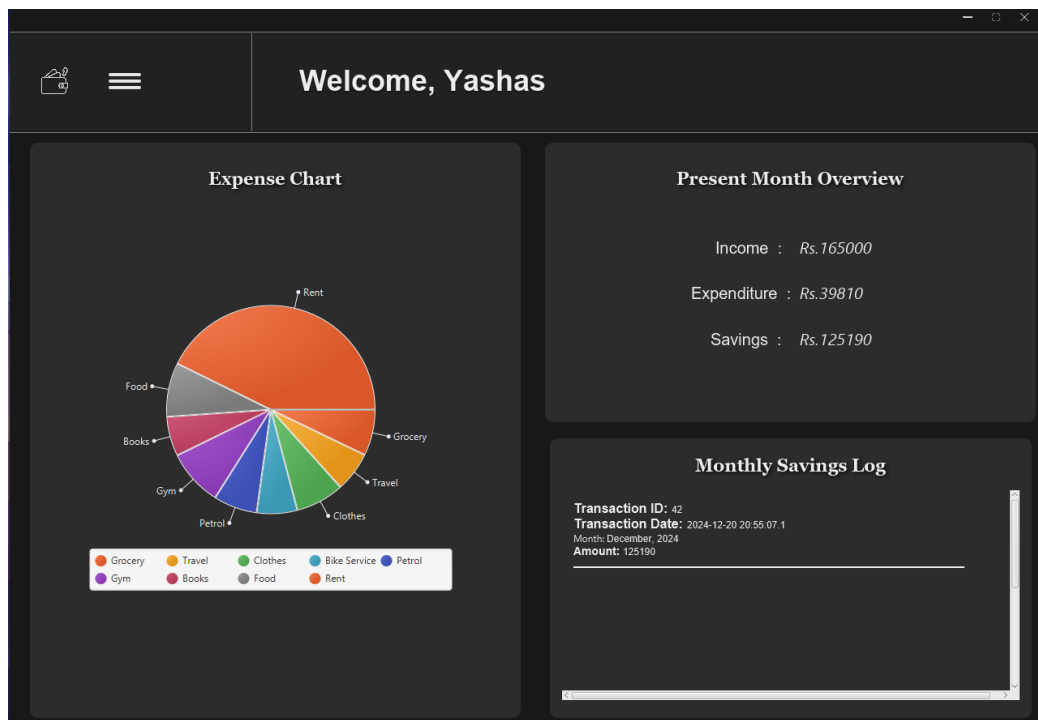 Welcome, Yashas
Expense Chart
Rent
Food
Books
Gym
Petrol
Clothes
Travel
Grocery
Grocery Travel Clothes Bike Service Petrol
Gym Books Food Rent
Present Month Overview
Income : Rs.165000
Expenditure : Rs.39810
Savings : Rs.125190
Monthly Savings Log
Transaction ID: 42
Transaction Date: 2024-12-20 20:55:07.1
Month: December, 2024
Amount: 125190